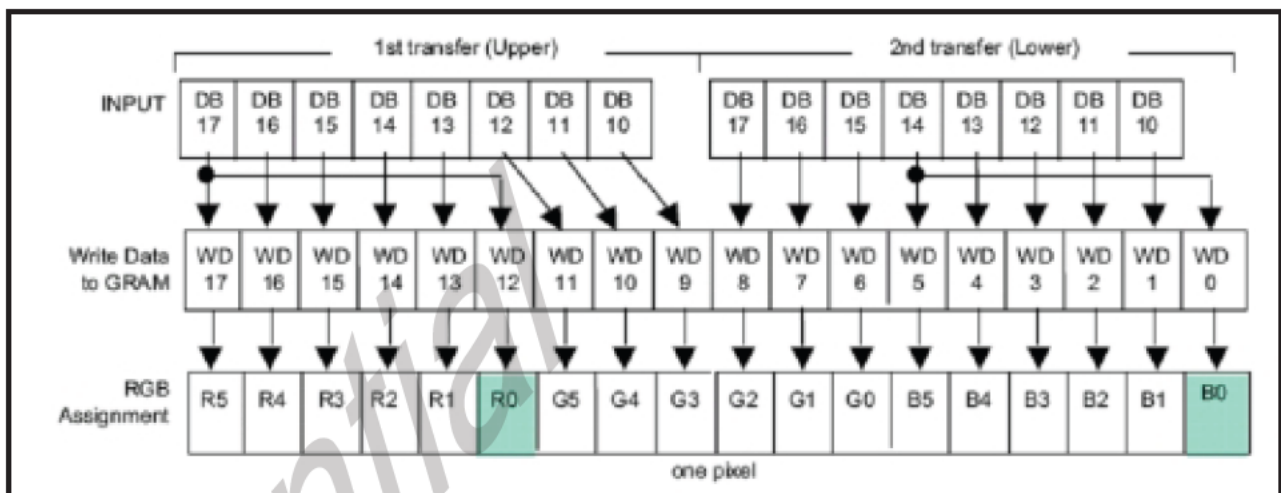 1st transfer (Upper) 2nd transfer (Lower)
INPUT DB 17 DB 16 DB 15 DB 14 DB 13 DB 12 DB 11 DB 10 DB 17 DB 16 DB 15 DB 14 DB 13 DB 12 DB 11 DB 10
Write Data to GRAM WD 17 WD 16 WD 15 WD 14 WD 13 WD 12 WD 11 WD 10 WD 9 WD 8 WD 7 WD 6 WD 5 WD 4 WD 3 WD 2 WD 1 WD 0
RGB Assignment R5 R4 R3 R2 R1 R0 G5 G4 G3 G2 G1 G0 B5 B4 B3 B2 B1 B0
one pixel
ntial